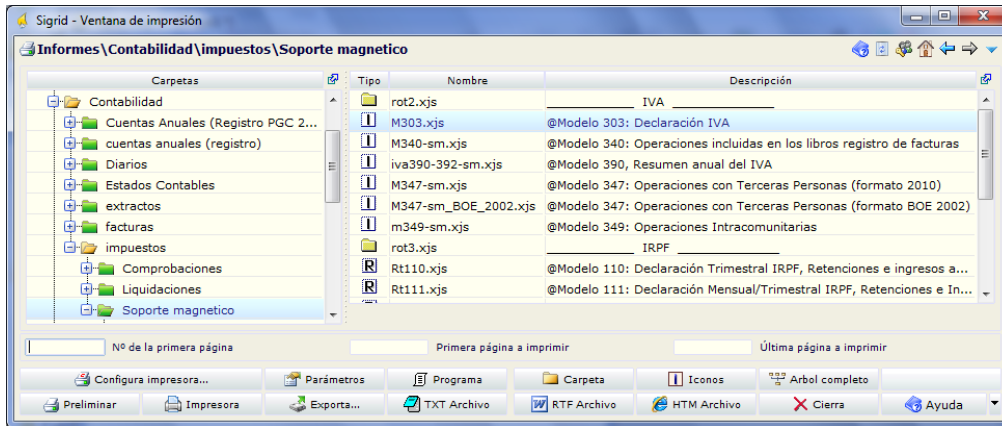 Sigrid - Ventana de impresión
Informes\Contabilidad\impuestos\Soporte magnetico
Carpetas
Contabilidad
Cuentas Anuales (Registro PGC 2...
cuentas anuales (registro)
Diarios
Estados Contables
extractos
facturas
impuestos
Comprobaciones
Liquidaciones
Soporte magnetico
Tipo Nombre Descripción
rot2.xjs ____________ IVA ______________
I M303.xjs @Modelo 303: Declaración IVA
I M340-sm.xjs @Modelo 340: Operaciones incluidas en los libros registro de facturas
I iva390-392-sm.xjs @Modelo 390, Resumen anual del IVA
I M347-sm.xjs @Modelo 347: Operaciones con Terceras Personas (formato 2010)
I M347-sm_BOE_2002.xjs @Modelo 347: Operaciones con Terceras Personas (formato BOE 2002)
I m349-sm.xjs @Modelo 349: Operaciones Intracomunitarias
rot3.xjs ____________ IRPF ______________
R Rt110.xjs @Modelo 110: Declaración Trimestral IRPF, Retenciones e ingresos a...
R Rt111.xjs @Modelo 111: Declaración Mensual/Trimestral IRPF, Retenciones e In...
Nº de la primera página Primera página a imprimir Última página a imprimir
Configura impresora... Parámetros Programa Carpeta I Iconos Arbol completo
Preliminar Impresora Exporta... TXT Archivo W RTF Archivo HTM Archivo Cierra Ayuda